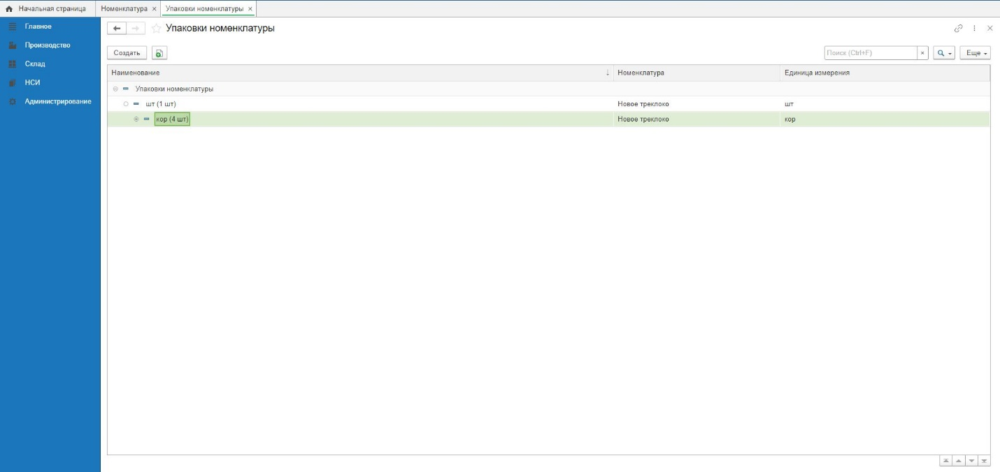 Начальная страница
Номенклатура ×
Упаковки номенклатуры ×
Главное
Производство
Склад
НСИ
Администрирование
Упаковки номенклатуры
Создать
Поиск (Ctrl+F) ×
Еще
Наименование ↓ Номенклатура Единица измерения
Упаковки номенклатуры
шт (1 шт) Новое треклоко шт
кор (4 шт) Новое треклоко кор